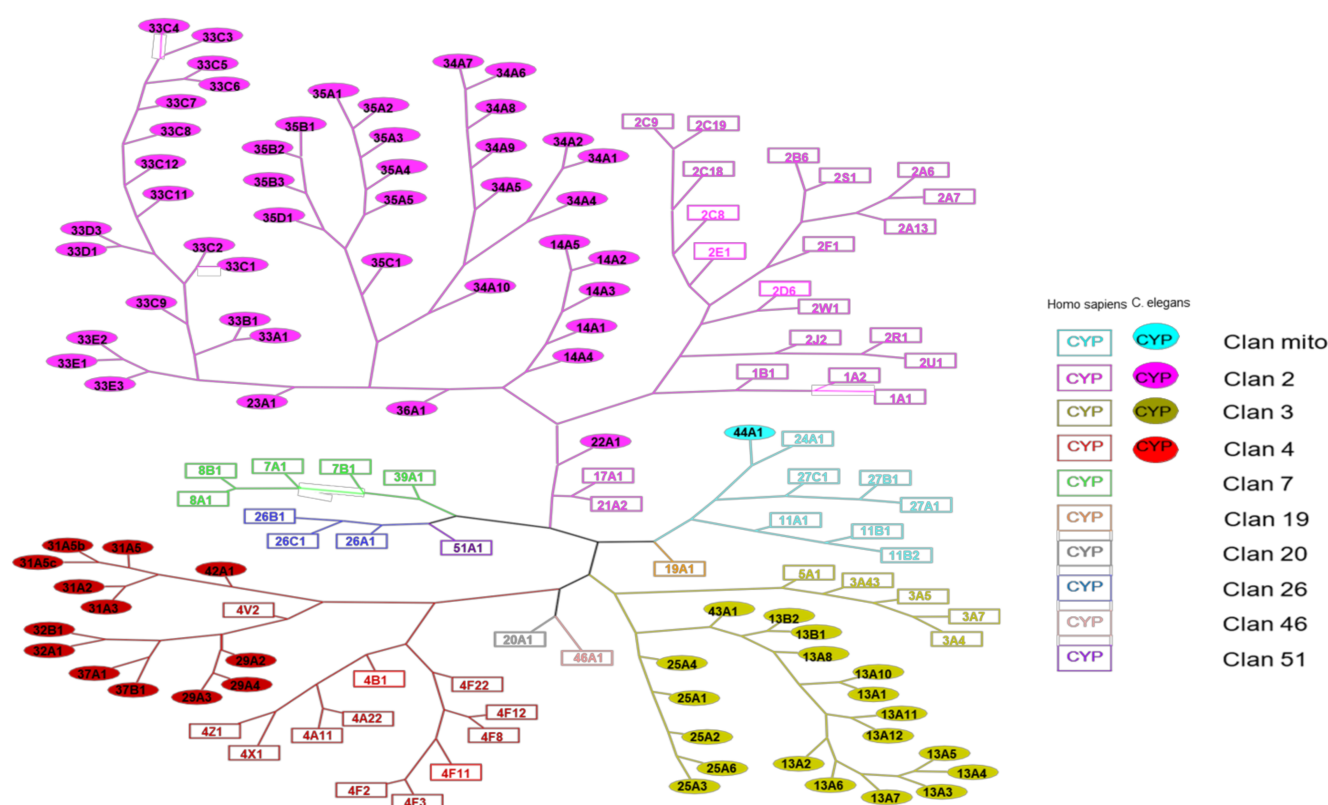 33C4
33C3
33C5
33C6
33C7
33C8
33C12
33C11
33D3
33D1
33C2
33C1
33C9
33B1
33A1
33E2
33E1
33E3
23A1
35B1
35B2
35B3
35D1
35A1
35A2
35A3
35A4
35A5
35C1
34A7
34A6
34A8
34A9
34A5
34A2
34A1
34A4
34A10
14A5
14A2
14A3
14A1
14A4
36A1
2C9
2C19
2C18
2C8
2E1
2B6
2S1
2A6
2A7
2A13
2F1
2D6
2W1
2J2
2R1
2U1
1B1
1A2
1A1
22A1
17A1
21A2
44A1
24A1
27C1
27B1
27A1
11A1
11B1
11B2
19A1
8B1
8A1
7A1
7B1
39A1
26B1
26C1
26A1
51A1
31A5b
31A5
31A5c
31A2
31A3
42A1
4V2
32B1
32A1
37A1
37B1
29A2
29A4
29A3
4Z1
4X1
4B1
4A22
4A11
4F22
4F12
4F8
4F11
4F2
4F3
20A1
46A1
5A1
3A43
3A5
3A7
3A4
43A1
13B2
13B1
13A8
13A10
13A1
13A11
13A12
13A2
13A6
13A7
13A5
13A4
13A3
25A4
25A1
25A2
25A6
25A3
Homo sapiens C. elegans
CYP CYP Clan mito
CYP CYP Clan 2
CYP CYP Clan 3
CYP CYP Clan 4
CYP Clan 7
CYP Clan 19
CYP Clan 20
CYP Clan 26
CYP Clan 46
CYP Clan 51